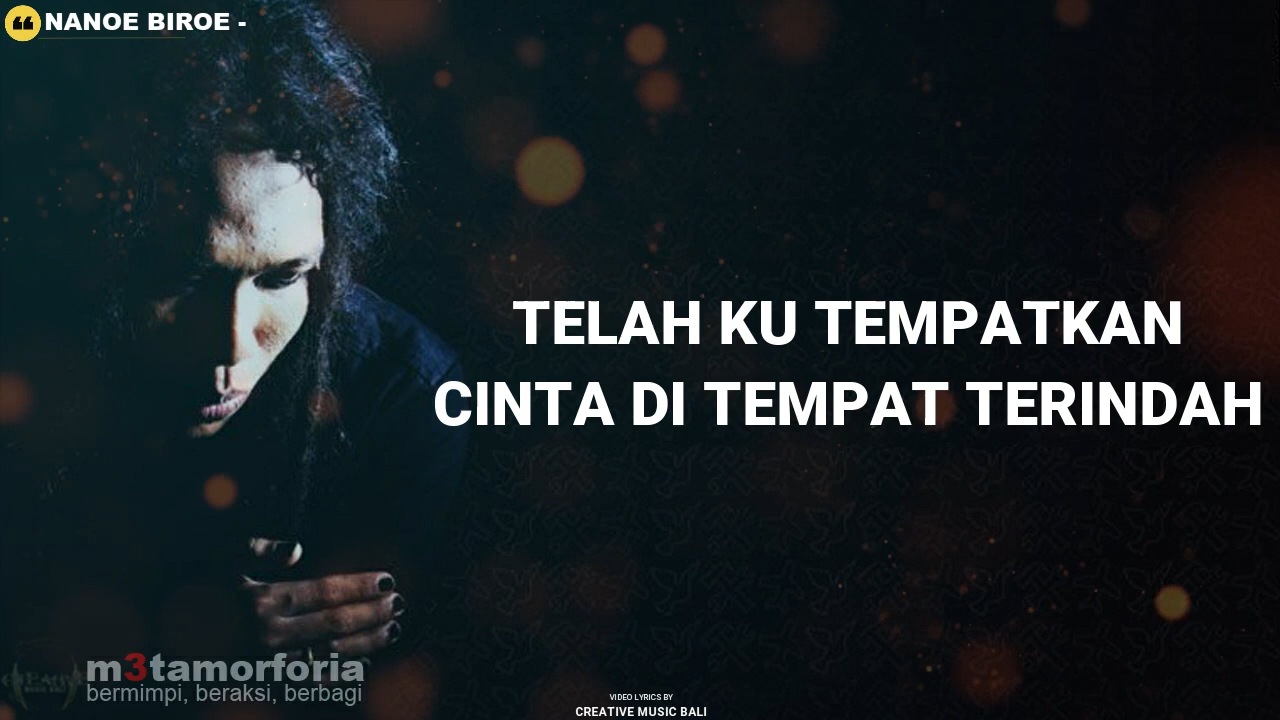 NANOE BIROE -
TELAH KU TEMPATKAN
CINTA DI TEMPAT TERINDAH
m3tamorforia
bermimpi, beraksi, berbagi
VIDEO LYRICS BY
CREATIVE MUSIC BALI